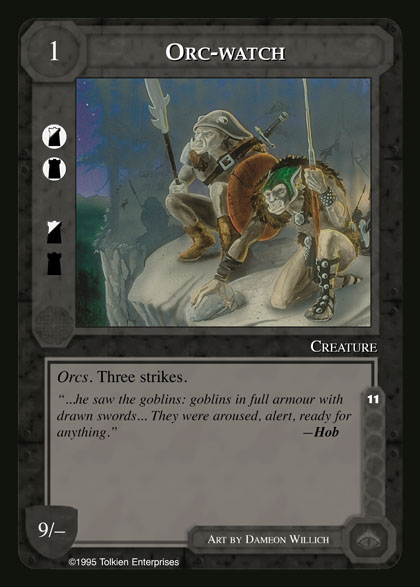 1
ORC-WATCH
CREATURE
Orcs. Three strikes.
“...he saw the goblins: goblins in full armour with
drawn swords... They were aroused, alert, ready for
anything.” —Hob
11
9/–
ART BY DAMEON WILLICH
©1995 Tolkien Enterprises